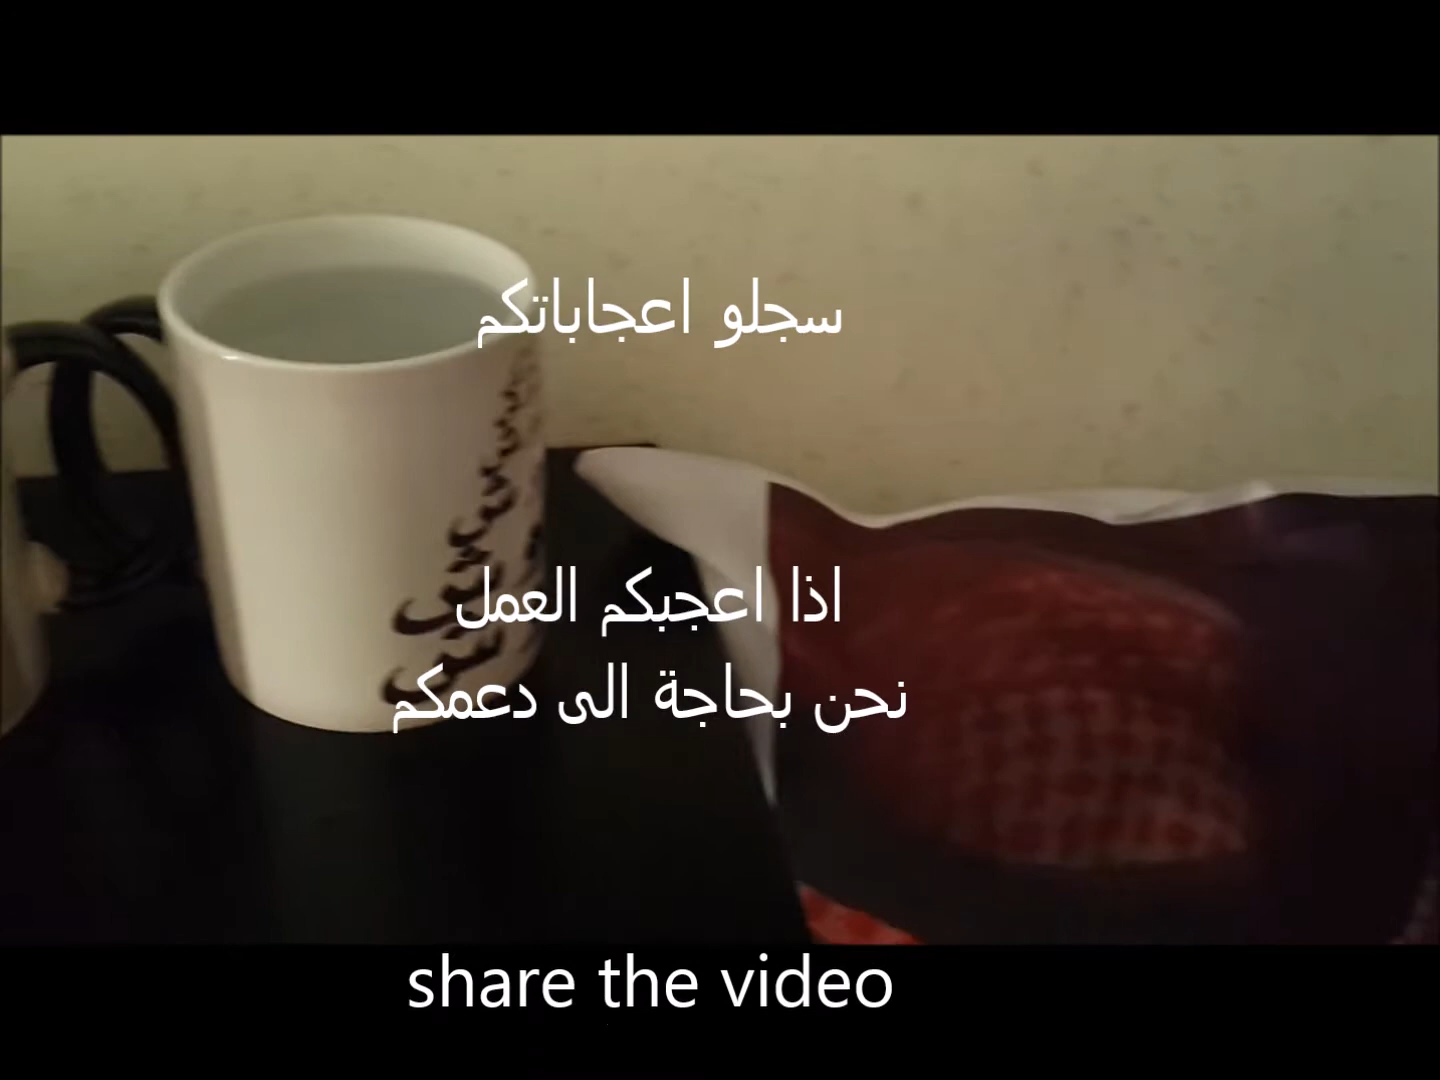 سجلو اعجاباتكم
اذا اعجبكم العمل
نحن بحاجة الى دعمكم
share the video